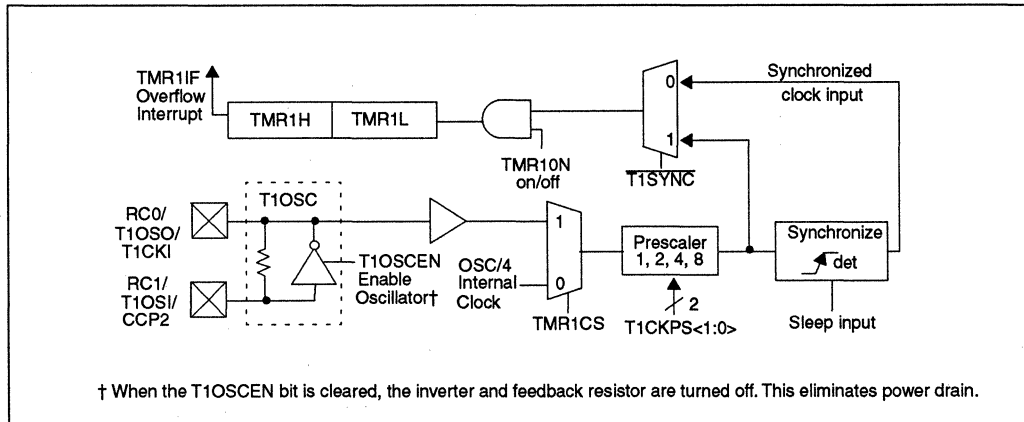 TMR1IF
Overflow
Interrupt
TMR1H
TMR1L
TMR10N
on/off
0
1
T1SYNC
Synchronized
clock input
RC0/
T1OSO/
T1CKI
RC1/
T1OSI/
CCP2
T1OSC
T1OSCEN
Enable
Oscillator†
OSC/4
Internal
Clock
1
0
TMR1CS
Prescaler
1, 2, 4, 8
2
T1CKPS<1:0>
Synchronize
det
Sleep input
† When the T1OSCEN bit is cleared, the inverter and feedback resistor are turned off. This eliminates power drain.